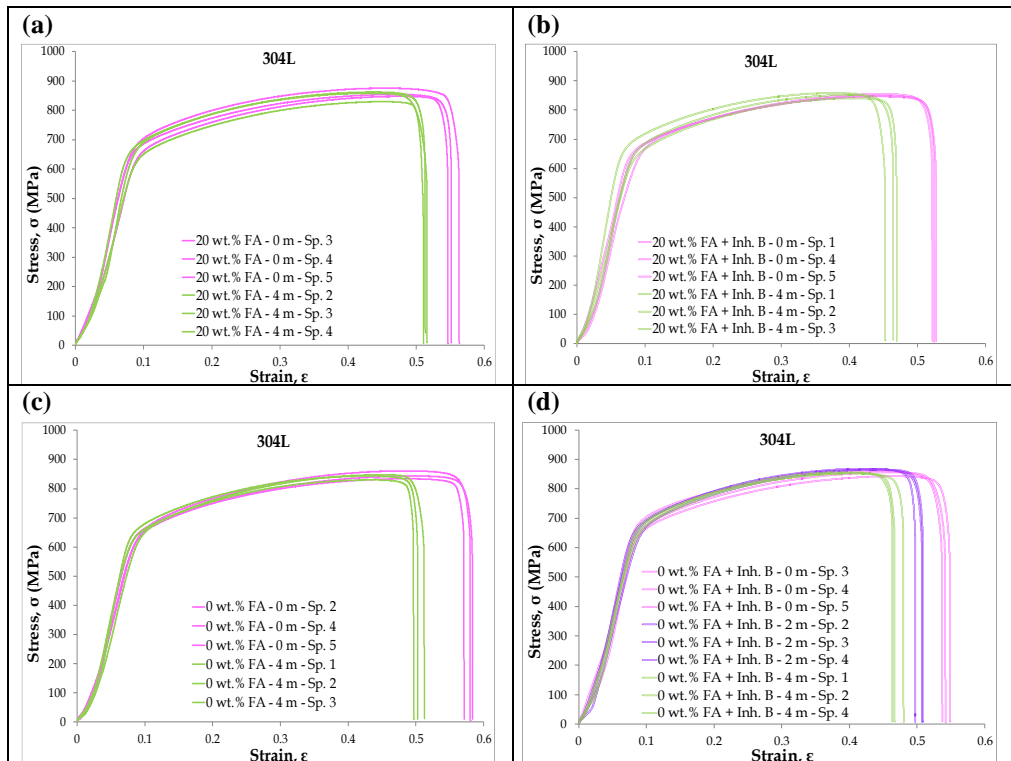 (a)
304L
1000
900
800
700
600
500
400
300
200
100
0
Stress, σ (MPa)
20 wt.% FA - 0 m - Sp. 3
20 wt.% FA - 0 m - Sp. 4
20 wt.% FA - 0 m - Sp. 5
20 wt.% FA - 4 m - Sp. 2
20 wt.% FA - 4 m - Sp. 3
20 wt.% FA - 4 m - Sp. 4
0 0.1 0.2 0.3 0.4 0.5 0.6
Strain, ε
(b)
304L
1000
900
800
700
600
500
400
300
200
100
0
Stress, σ (MPa)
20 wt.% FA + Inh. B - 0 m - Sp. 1
20 wt.% FA + Inh. B - 0 m - Sp. 4
20 wt.% FA + Inh. B - 0 m - Sp. 5
20 wt.% FA + Inh. B - 4 m - Sp. 1
20 wt.% FA + Inh. B - 4 m - Sp. 2
20 wt.% FA + Inh. B - 4 m - Sp. 3
0 0.1 0.2 0.3 0.4 0.5 0.6
Strain, ε
(c)
304L
1000
900
800
700
600
500
400
300
200
100
0
Stress, σ (MPa)
0 wt.% FA - 0 m - Sp. 2
0 wt.% FA - 0 m - Sp. 4
0 wt.% FA - 0 m - Sp. 5
0 wt.% FA - 4 m - Sp. 1
0 wt.% FA - 4 m - Sp. 2
0 wt.% FA - 4 m - Sp. 3
0 0.1 0.2 0.3 0.4 0.5 0.6
Strain, ε
(d)
304L
1000
900
800
700
600
500
400
300
200
100
0
Stress, σ (MPa)
0 wt.% FA + Inh. B - 0 m - Sp. 3
0 wt.% FA + Inh. B - 0 m - Sp. 4
0 wt.% FA + Inh. B - 0 m - Sp. 5
0 wt.% FA + Inh. B - 2 m - Sp. 2
0 wt.% FA + Inh. B - 2 m - Sp. 3
0 wt.% FA + Inh. B - 2 m - Sp. 4
0 wt.% FA + Inh. B - 4 m - Sp. 1
0 wt.% FA + Inh. B - 4 m - Sp. 2
0 wt.% FA + Inh. B - 4 m - Sp. 4
0 0.1 0.2 0.3 0.4 0.5 0.6
Strain, ε